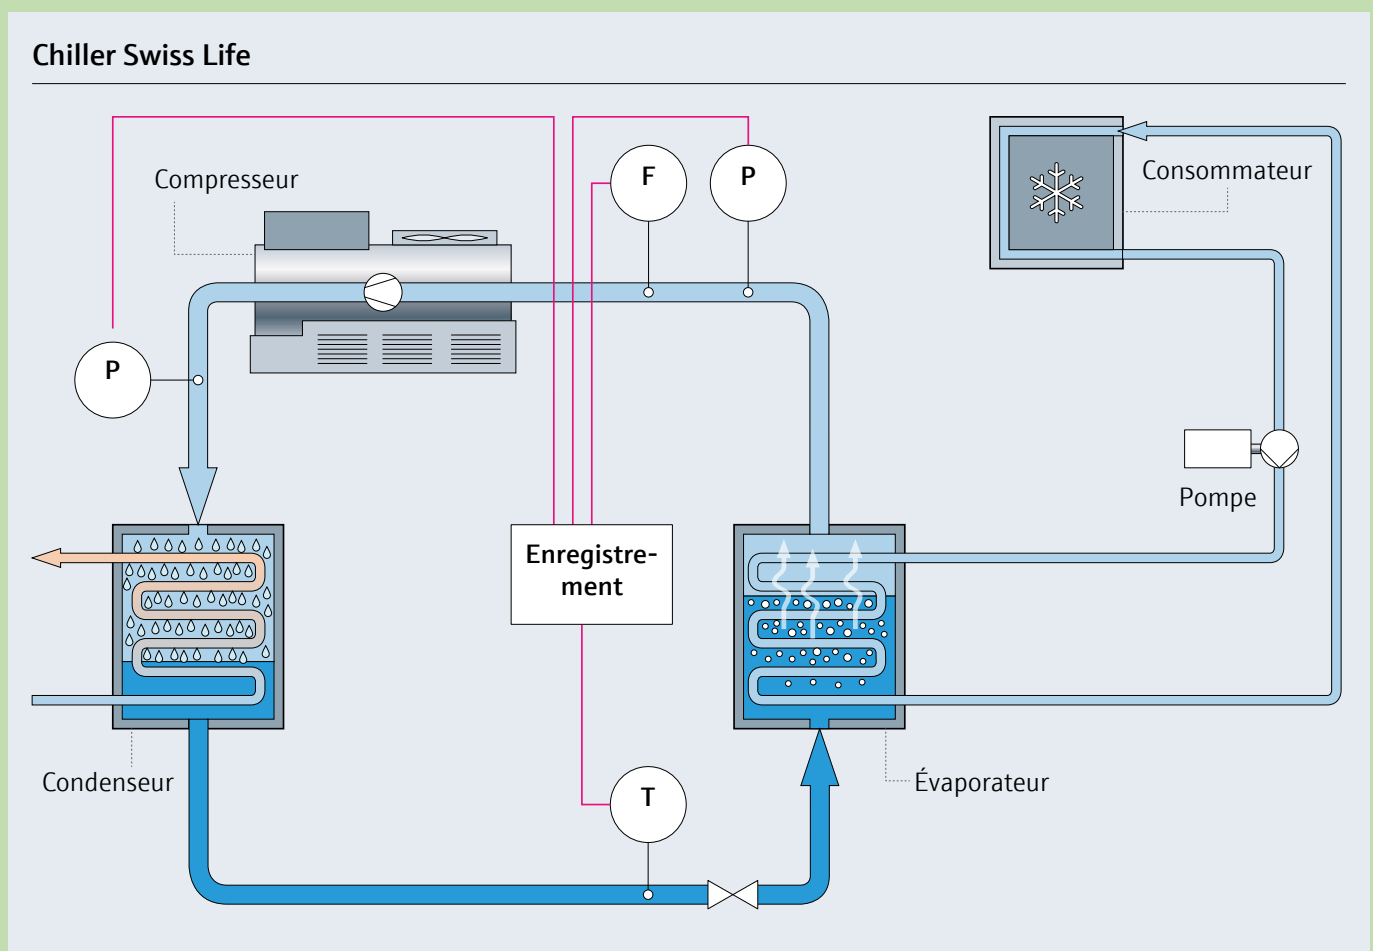 Chiller Swiss Life
Compresseur
F
P
Consommateur
P
Pompe
Enregistre-
ment
Condenseur
T
Évaporateur